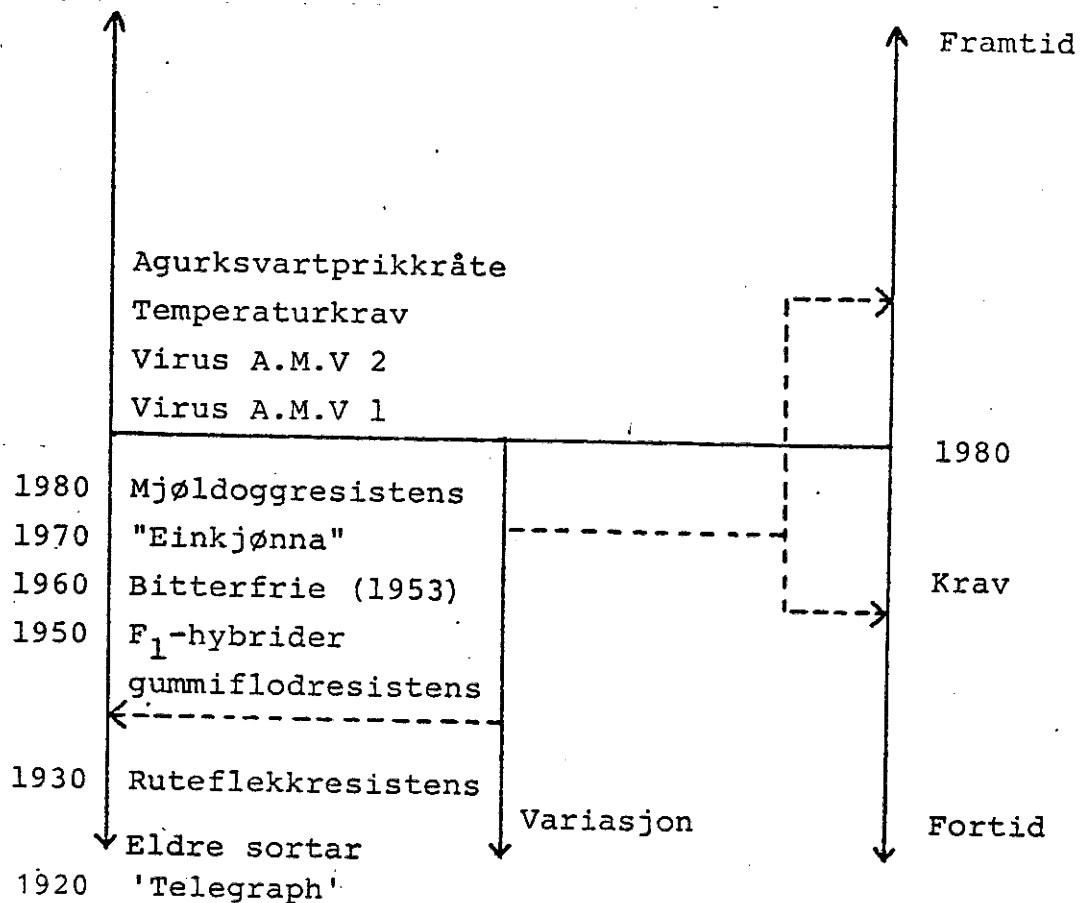 Framtid
Agurksvartprikkråte
Temperaturkrav
Virus A.M.V 2
Virus A.M.V 1
1980
1980 Mjøldoggresistens
1970 "Einkjønna"
1960 Bitterfrie (1953)
Krav
1950 F1-hybrider
gummiflodresistens
1930 Ruteflekkresistens
Variasjon
Fortid
Eldre sortar
1920 'Telegraph'